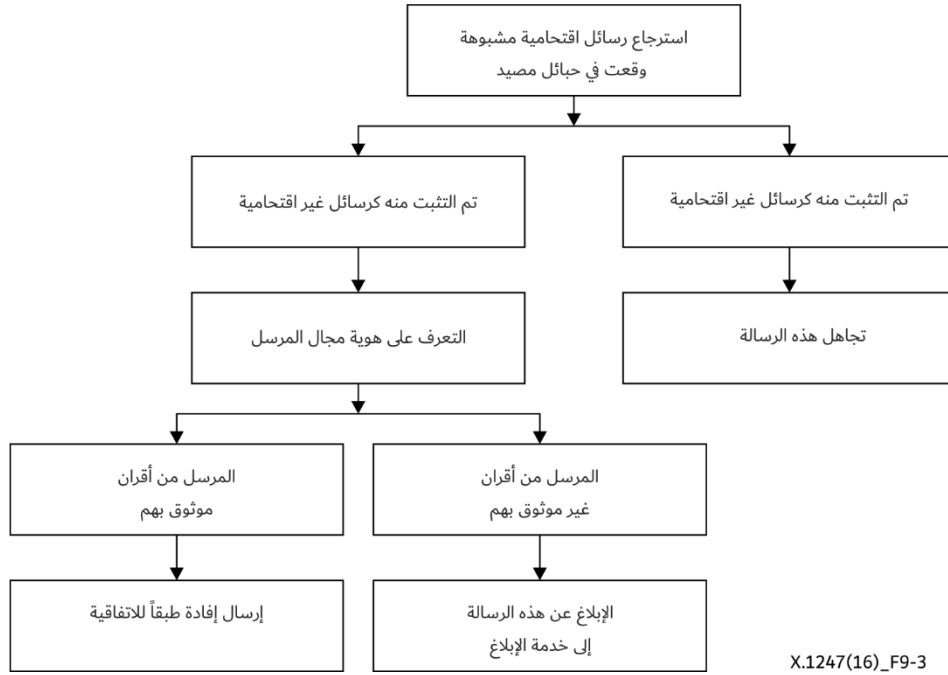 استرجاع رسائل اقتحامية مشبوهة
وقعت في حبائل مصيد
تم التثبت منه كرسائل غير اقتحامية
تم التثبت منه كرسائل غير اقتحامية
التعرف على هوية مجال المرسل
تجاهل هذه الرسالة
المرسل من أقران
موثوق بهم
المرسل من أقران
غير موثوق بهم
إرسال إفادة طبقاً للاتفاقية
الإبلاغ عن هذه الرسالة
إلى خدمة الإبلاغ
X.1247(16)_F9-3